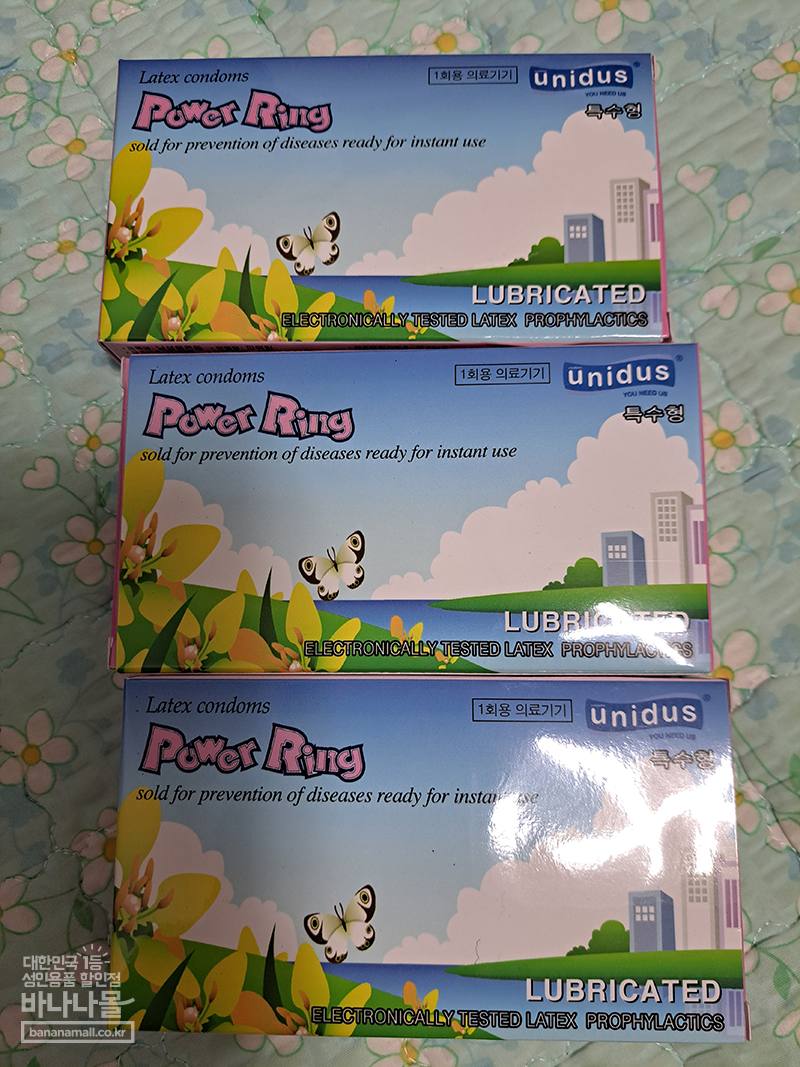 Latex condoms
1회용 의료기기
unidus
YOU NEED US
특수형
Power Ring
sold for prevention of diseases ready for instant use
LUBRICATED
ELECTRONICALLY TESTED LATEX PROPHYLACTICS
Latex condoms
1회용 의료기기
unidus
YOU NEED US
특수형
Power Ring
sold for prevention of diseases ready for instant use
LUBRICATED
ELECTRONICALLY TESTED LATEX PROPHYLACTICS
Latex condoms
1회용 의료기기
unidus
YOU NEED US
특수형
Power Ring
sold for prevention of diseases ready for instant use
LUBRICATED
ELECTRONICALLY TESTED LATEX PROPHYLACTICS
대한민국 1등
성인용품 할인점
바나나몰
bananamall.co.kr